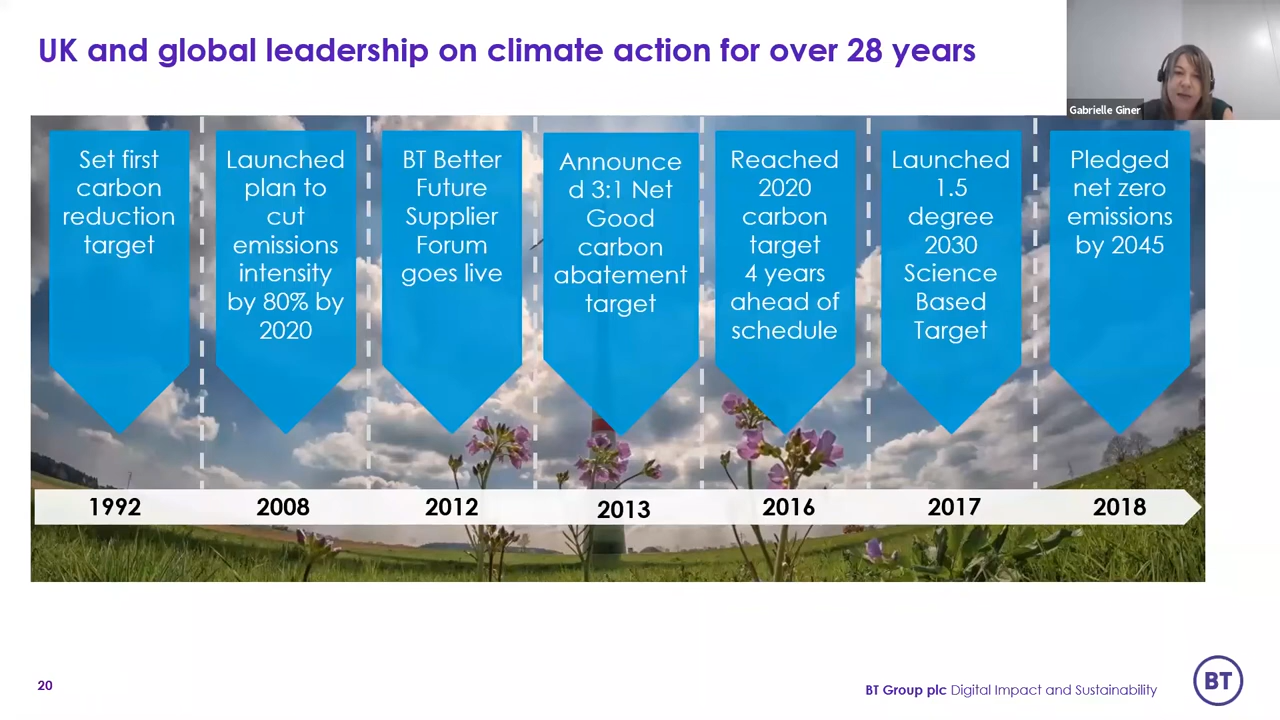 UK and global leadership on climate action for over 28 years
Gabrielle Giner
Set first
carbon
reduction
target
Launched
plan to
cut
emissions
intensity
by 80% by
2020
BT Better
Future
Supplier
Forum
goes live
Announce
d 3:1 Net
Good
carbon
abatement
target
Reached
2020
carbon
target
4 years
ahead of
schedule
Launched
1.5
degree
2030
Science
Based
Target
Pledged
net zero
emissions
by 2045
1992
2008
2012
2013
2016
2017
2018
20
BT Group plc Digital Impact and Sustainability
BT